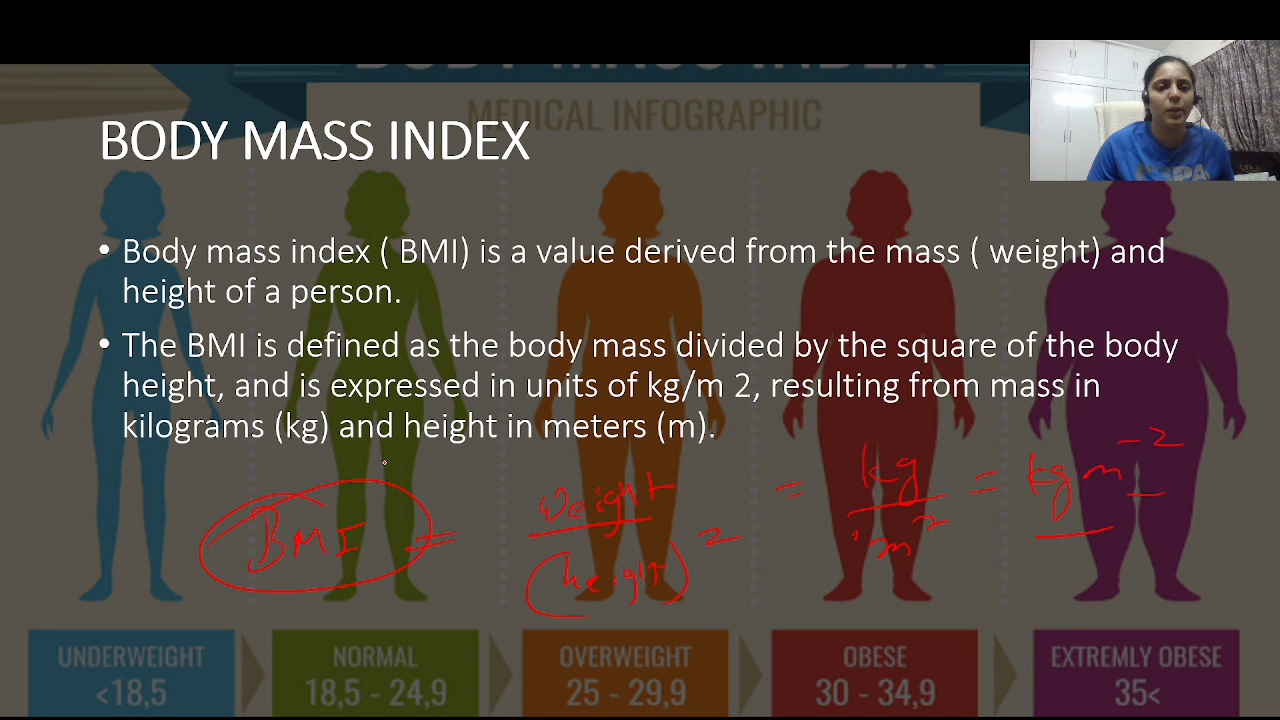 BODY MASS INDEX
MEDICAL INFOGRAPHIC
BODY MASS INDEX
• Body mass index ( BMI) is a value derived from the mass ( weight) and
height of a person.
• The BMI is defined as the body mass divided by the square of the body
height, and is expressed in units of kg/m 2, resulting from mass in
kilograms (kg) and height in meters (m).
BMI = weight / (height)² = kg / m² = kg m⁻²
UNDERWEIGHT
<18,5
NORMAL
18,5 - 24,9
OVERWEIGHT
25 - 29,9
OBESE
30 - 34,9
EXTREMLY OBESE
35<